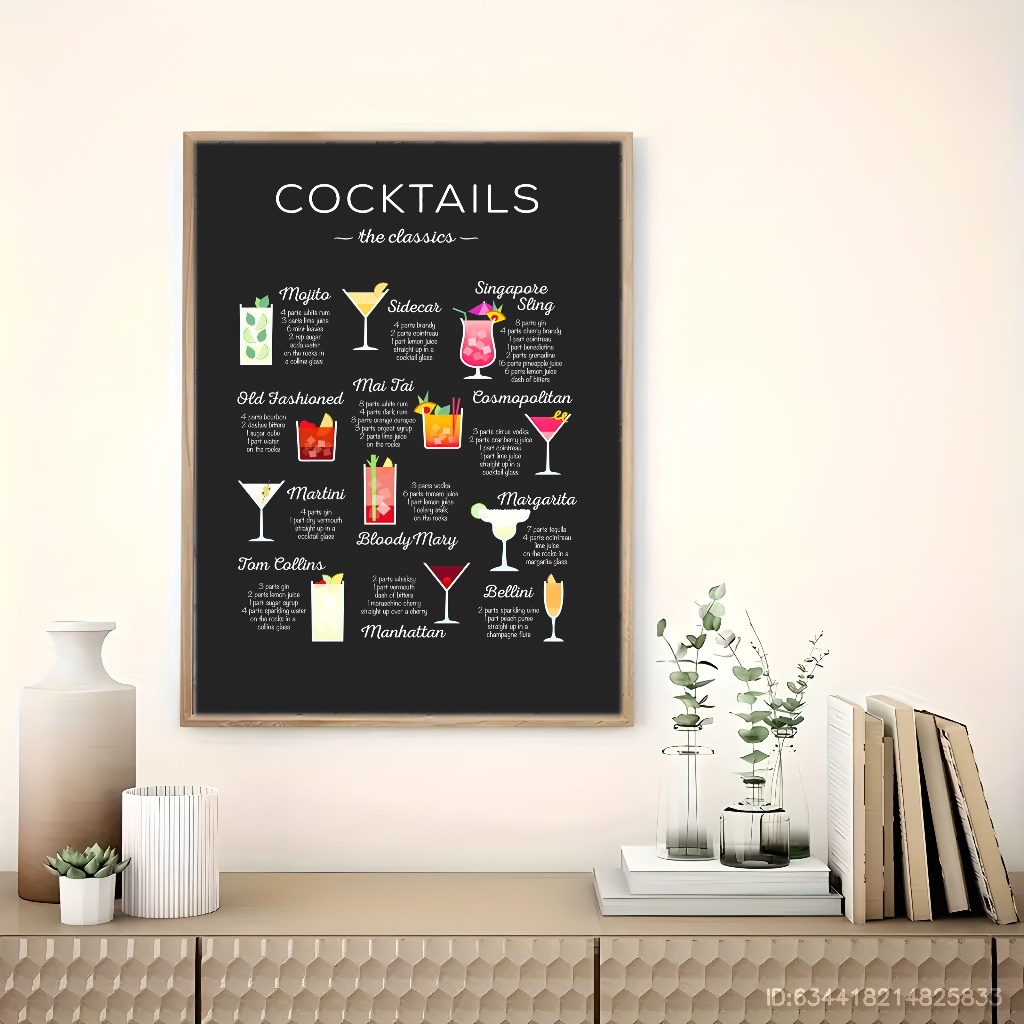 COCKTAILS
the classics
Mojito
4 parts white rum
3 parts lime juice
6 mint leaves
2 tsp sugar
soda water
on the rocks in
a collins glass
Sidecar
4 parts brandy
2 parts cointreau
1 part lemon juice
straight up in a
cocktail glass
Singapore
Sling
8 parts gin
4 parts cherry brandy
1 part cointreau
1 part benedictine
2 parts grenadine
16 parts pineapple juice
6 parts lemon juice
dash of bitters
Old Fashioned
4 parts bourbon
2 dashes bitters
1 sugar cube
1 part water
on the rocks
Mai Tai
8 parts white rum
4 parts dark rum
3 parts orange curaçao
3 parts orgeat syrup
2 parts lime juice
on the rocks
Cosmopolitan
3 parts citrus vodka
2 parts cranberry juice
1 part cointreau
1 part lime juice
straight up in a
cocktail glass
Martini
4 parts gin
1 part dry vermouth
straight up in a
cocktail glass
3 parts vodka
6 parts tomato juice
1 part lemon juice
1 celery stalk
on the rocks
Bloody Mary
Margarita
7 parts tequila
4 parts cointreau
lime juice
on the rocks in a
margarita glass
Tom Collins
3 parts gin
2 parts lemon juice
1 part sugar syrup
4 parts sparkling water
on the rocks in a
collins glass
2 parts whiskey
1 part vermouth
dash of bitters
1 maraschino cherry
straight up over a cherry
Manhattan
Bellini
2 parts sparkling wine
1 part peach puree
straight up in a
champagne flute
ID:634418214825833